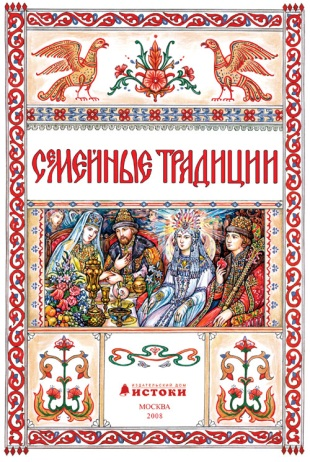 СЕМЕЙНЫЕ ТРАДИЦИИ
ИЗДАТЕЛЬСКИЙ ДОМ
ИСТОКИ
МОСКВА
2008